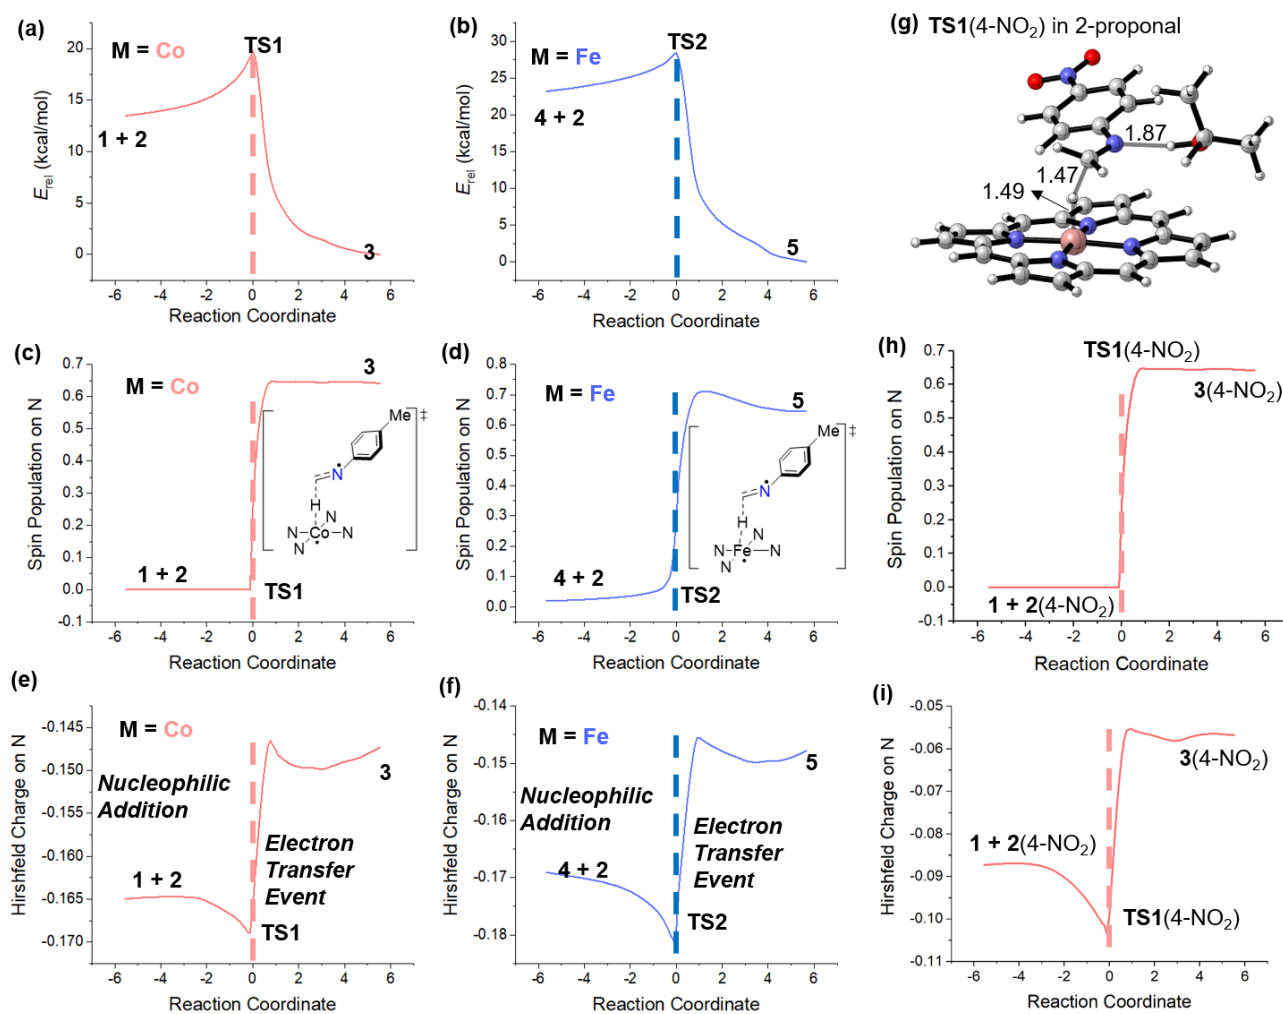 (a)
M = Co
TS1
1 + 2
3
20
15
10
5
0
E_rel (kcal/mol)
-6 -4 -2 0 2 4 6
Reaction Coordinate
(b)
M = Fe
TS2
4 + 2
5
30
25
20
15
10
5
0
E_rel (kcal/mol)
-6 -4 -2 0 2 4 6
Reaction Coordinate
(g) TS1(4-NO₂) in 2-proponal
1.87
1.47
1.49
(c)
M = Co
3
Me
‡
N
H
N
N Co N
N
1 + 2
TS1
0.8
0.7
0.6
0.5
0.4
0.3
0.2
0.1
0.0
-0.1
Spin Population on N
-6 -4 -2 0 2 4 6
Reaction Coordinate
(d)
M = Fe
5
Me
‡
N
H
N
N Fe N
N
4 + 2
TS2
0.8
0.7
0.6
0.5
0.4
0.3
0.2
0.1
0.0
Spin Population on N
-6 -4 -2 0 2 4 6
Reaction Coordinate
(h)
TS1(4-NO₂)
3(4-NO₂)
1 + 2(4-NO₂)
0.7
0.6
0.5
0.4
0.3
0.2
0.1
0.0
-0.1
Spin Population on N
-6 -4 -2 0 2 4 6
Reaction Coordinate
(e)
M = Co
Nucleophilic
Addition
3
Electron
Transfer
Event
1 + 2
TS1
-0.145
-0.150
-0.155
-0.160
-0.165
-0.170
Hirshfeld Charge on N
-6 -4 -2 0 2 4 6
Reaction Coordinate
(f)
M = Fe
5
Nucleophilic
Addition
Electron
Transfer
Event
4 + 2
TS2
-0.14
-0.15
-0.16
-0.17
-0.18
Hirshfeld Charge on N
-6 -4 -2 0 2 4 6
Reaction Coordinate
(i)
3(4-NO₂)
1 + 2(4-NO₂)
TS1(4-NO₂)
-0.05
-0.06
-0.07
-0.08
-0.09
-0.10
-0.11
Hirshfeld Charge on N
-6 -4 -2 0 2 4 6
Reaction Coordinate